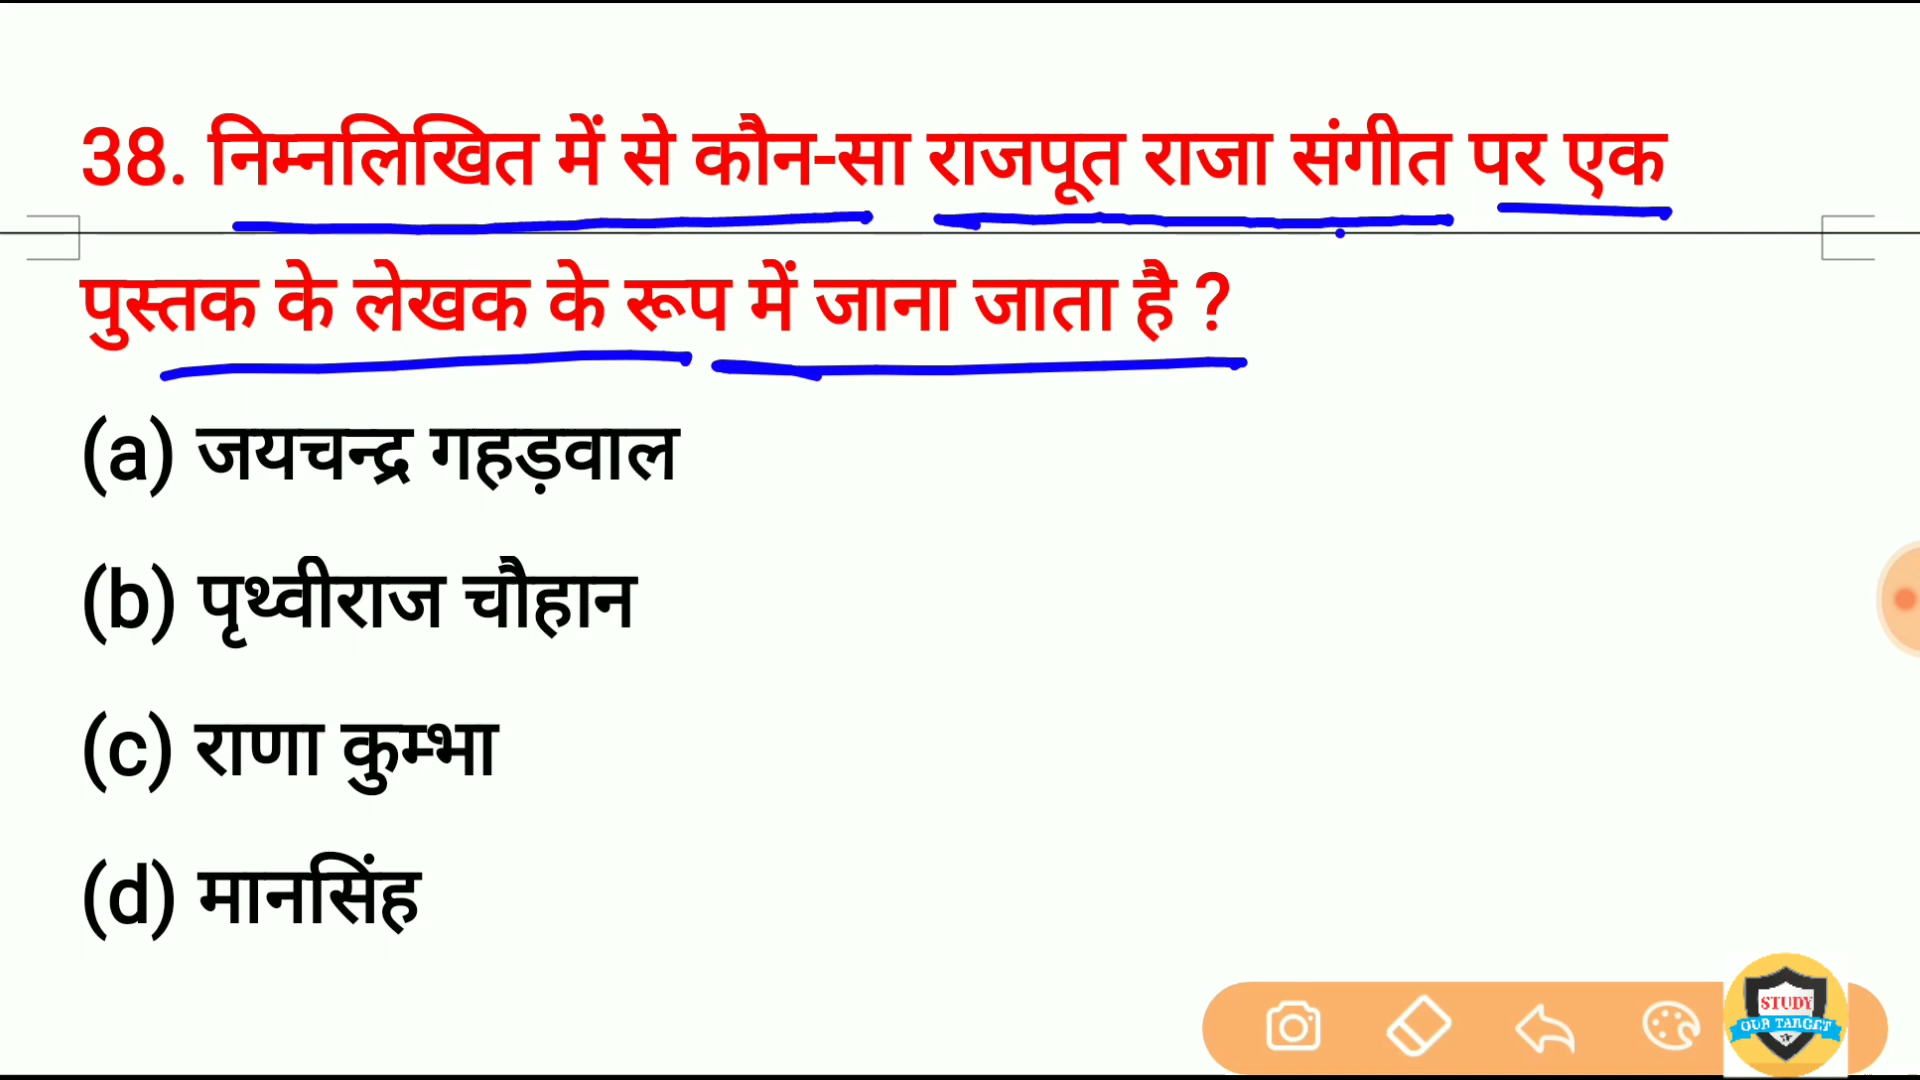 38. निम्नलिखित में से कौन-सा राजपूत राजा संगीत पर एक
पुस्तक के लेखक के रूप में जाना जाता है ?
(a) जयचन्द्र गहड़वाल
(b) पृथ्वीराज चौहान
(c) राणा कुम्भा
(d) मानसिंह
STUDY
OUR TARGET